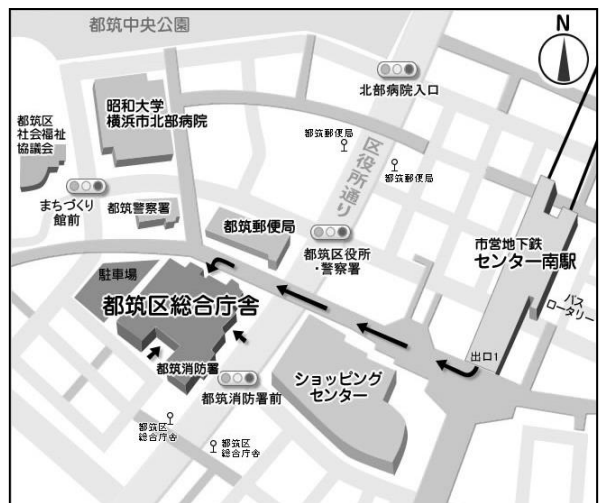 都筑中央公園
N
北部病院入口
昭和大学
横浜市北部病院
都筑区
社会福祉
協議会
都筑郵便局
都筑郵便局
区役所通り
まちづくり
館前
都筑警察署
都筑郵便局
都筑区役所
・警察署
市営地下鉄
センター南駅
バス
ロータリー
駐車場
都筑区総合庁舎
出口1
都筑消防署
ショッピング
センター
都筑消防署前
都筑区
総合庁舎
都筑区
総合庁舎